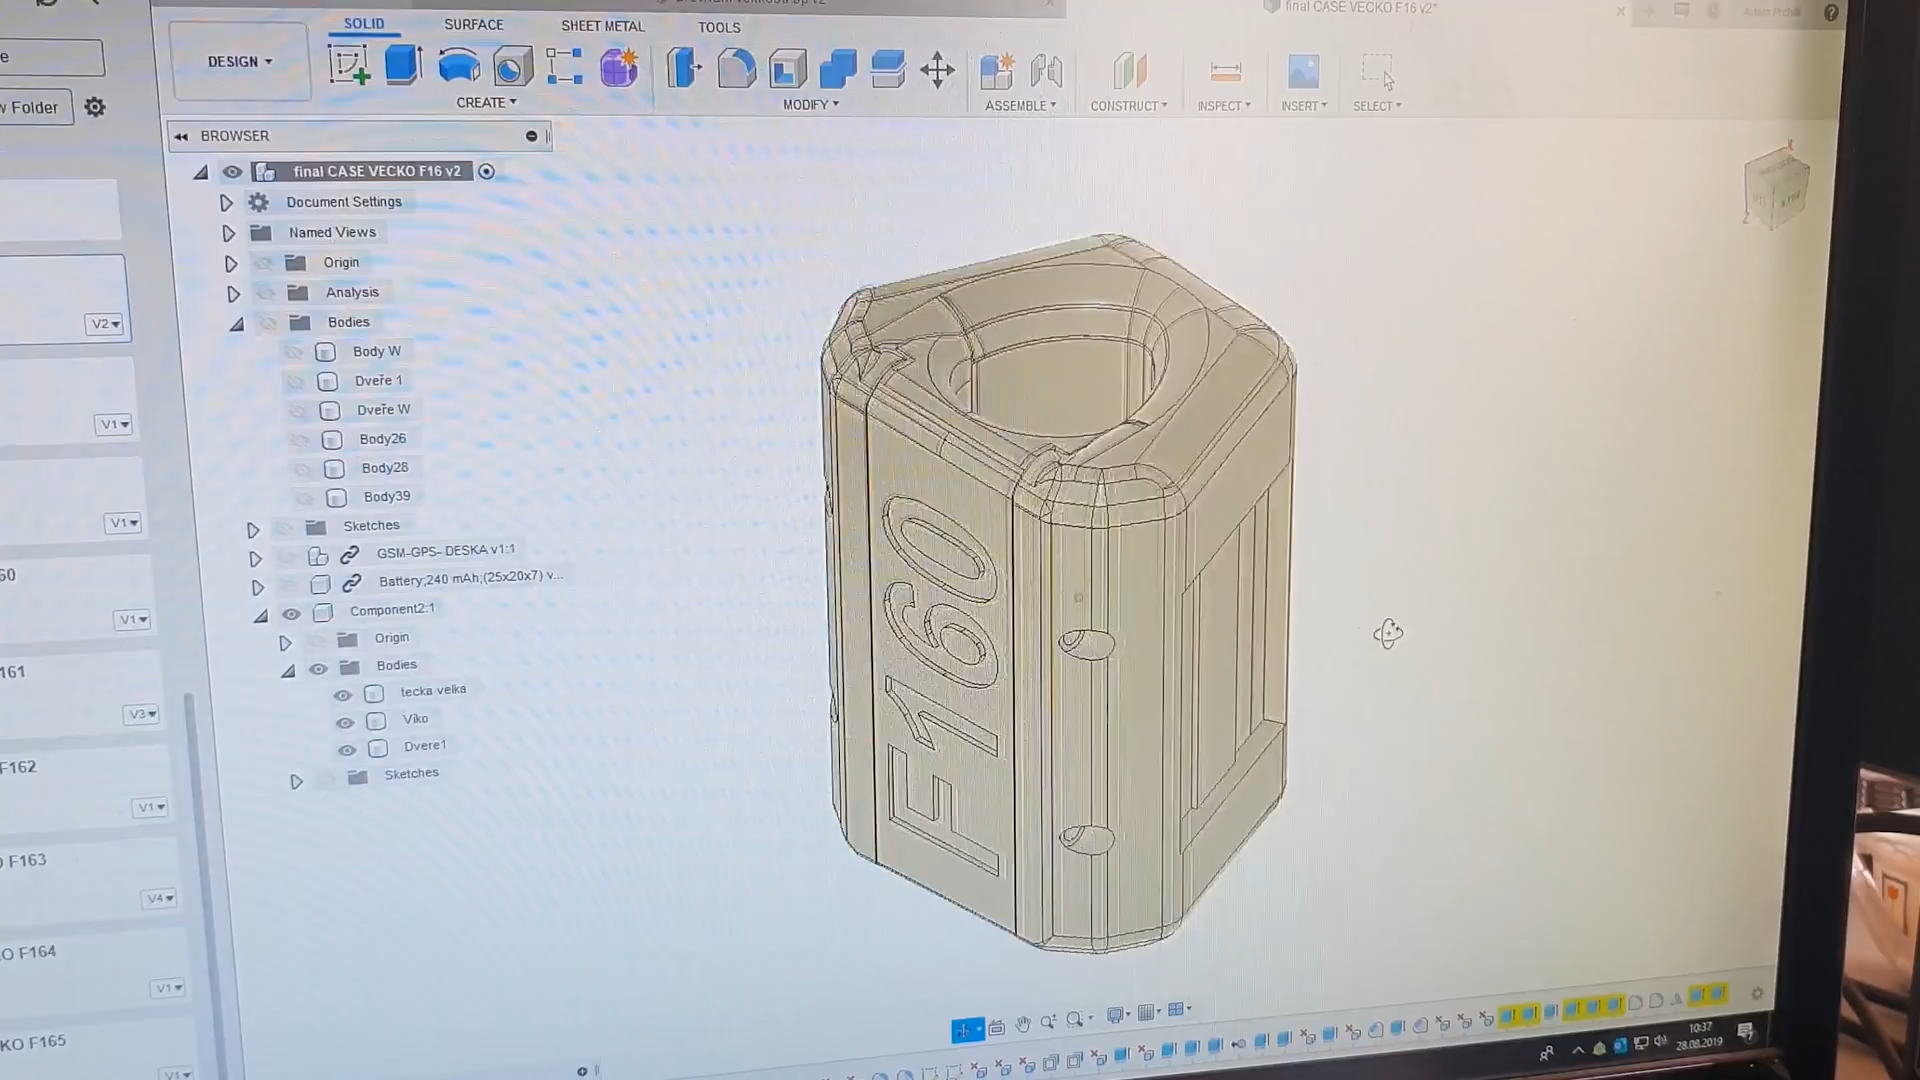 final CASE VECKO F16 v2*
SOLID
SURFACE
SHEET METAL
TOOLS
DESIGN
CREATE
MODIFY
ASSEMBLE
CONSTRUCT
INSPECT
INSERT
SELECT
Folder
BROWSER
final CASE VECKO F16 v2
Document Settings
Named Views
Origin
Analysis
Bodies
V2
Body W
Dveře 1
Dveře W
V1
Body26
Body28
Body39
V1
Sketches
GSM-GPS- DESKA v1:1
Battery;240 mAh;(25x20x7) v...
60
V1
Component2:1
Origin
Bodies
161
tecka velka
V3
Víko
Dvere1
F162
Sketches
V1
F163
V4
O F164
V1
KO F165
V1
F160
10:37
28.08.2019